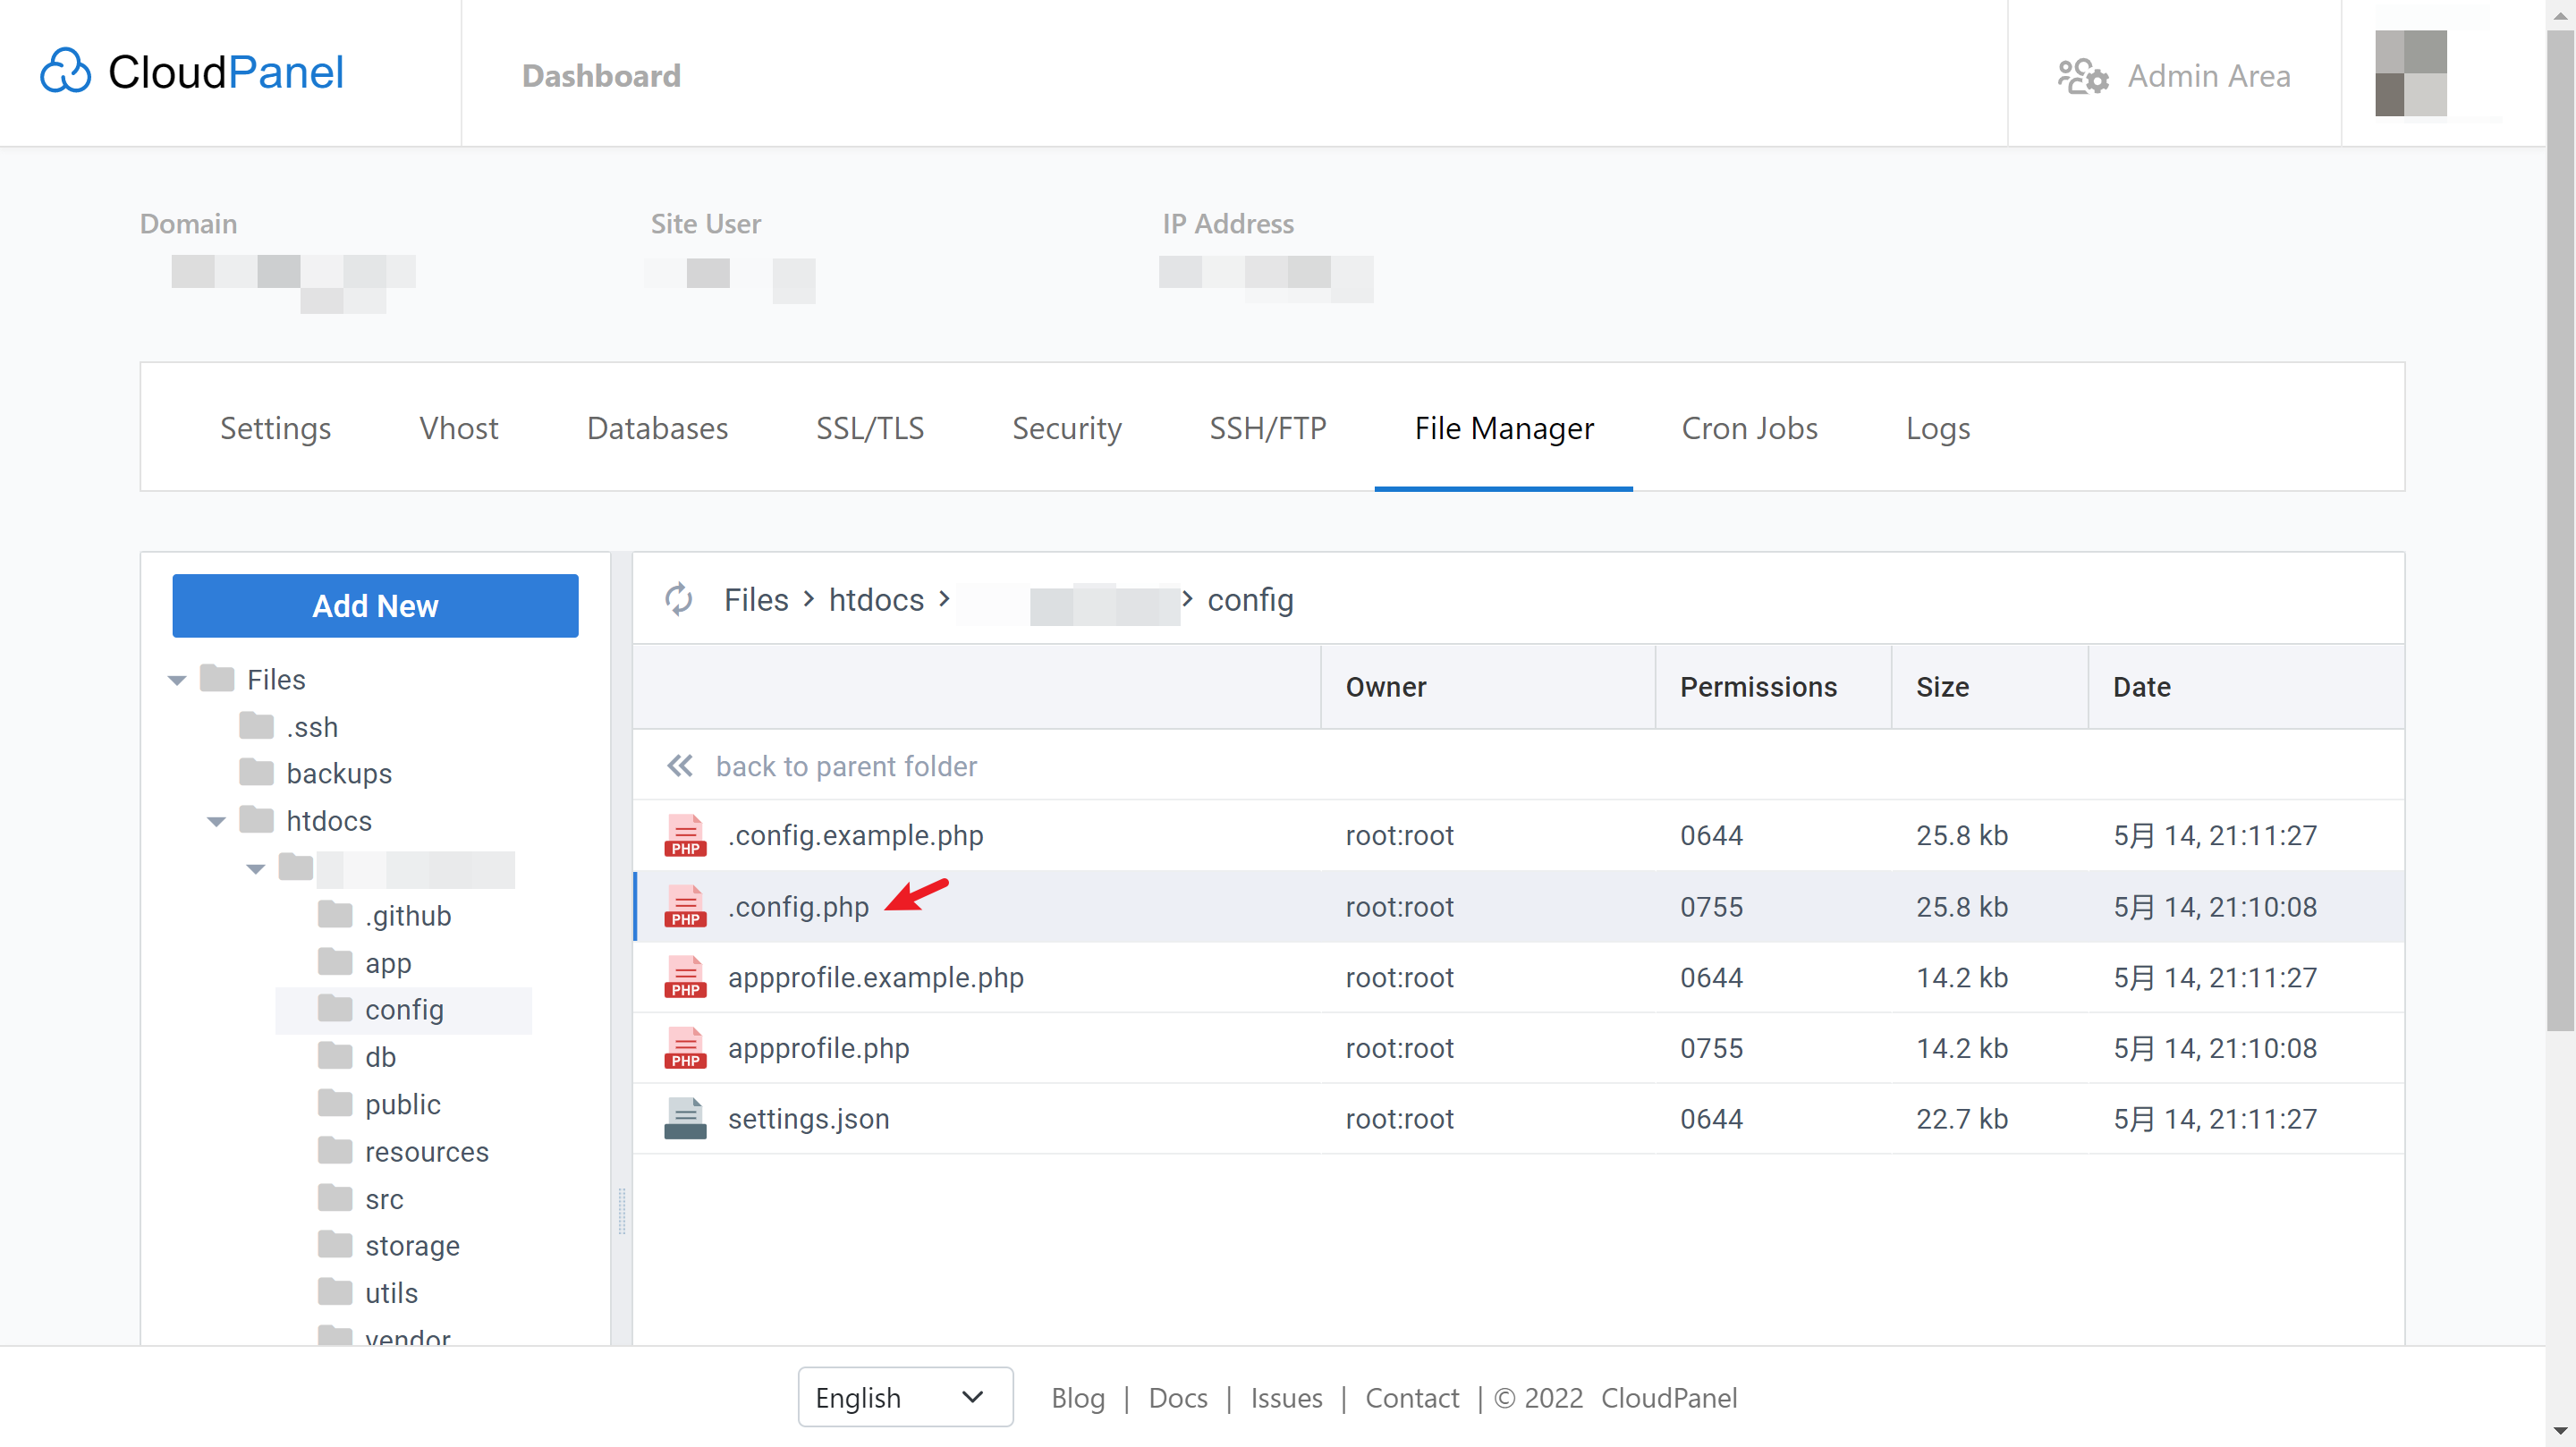 CloudPanel Dashboard Admin Area
Domain Site User IP Address
Settings Vhost Databases SSL/TLS Security SSH/FTP File Manager Cron Jobs Logs
Add New
Files
.ssh
backups
htdocs
.github
app
config
db
public
resources
src
storage
utils
vendor
Files > htdocs > > config
Owner Permissions Size Date
back to parent folder
PHP .config.example.php root:root 0644 25.8 kb 5月 14, 21:11:27
PHP .config.php root:root 0755 25.8 kb 5月 14, 21:10:08
PHP appprofile.example.php root:root 0644 14.2 kb 5月 14, 21:11:27
PHP appprofile.php root:root 0755 14.2 kb 5月 14, 21:10:08
settings.json root:root 0644 22.7 kb 5月 14, 21:11:27
English Blog | Docs | Issues | Contact | © 2022 CloudPanel